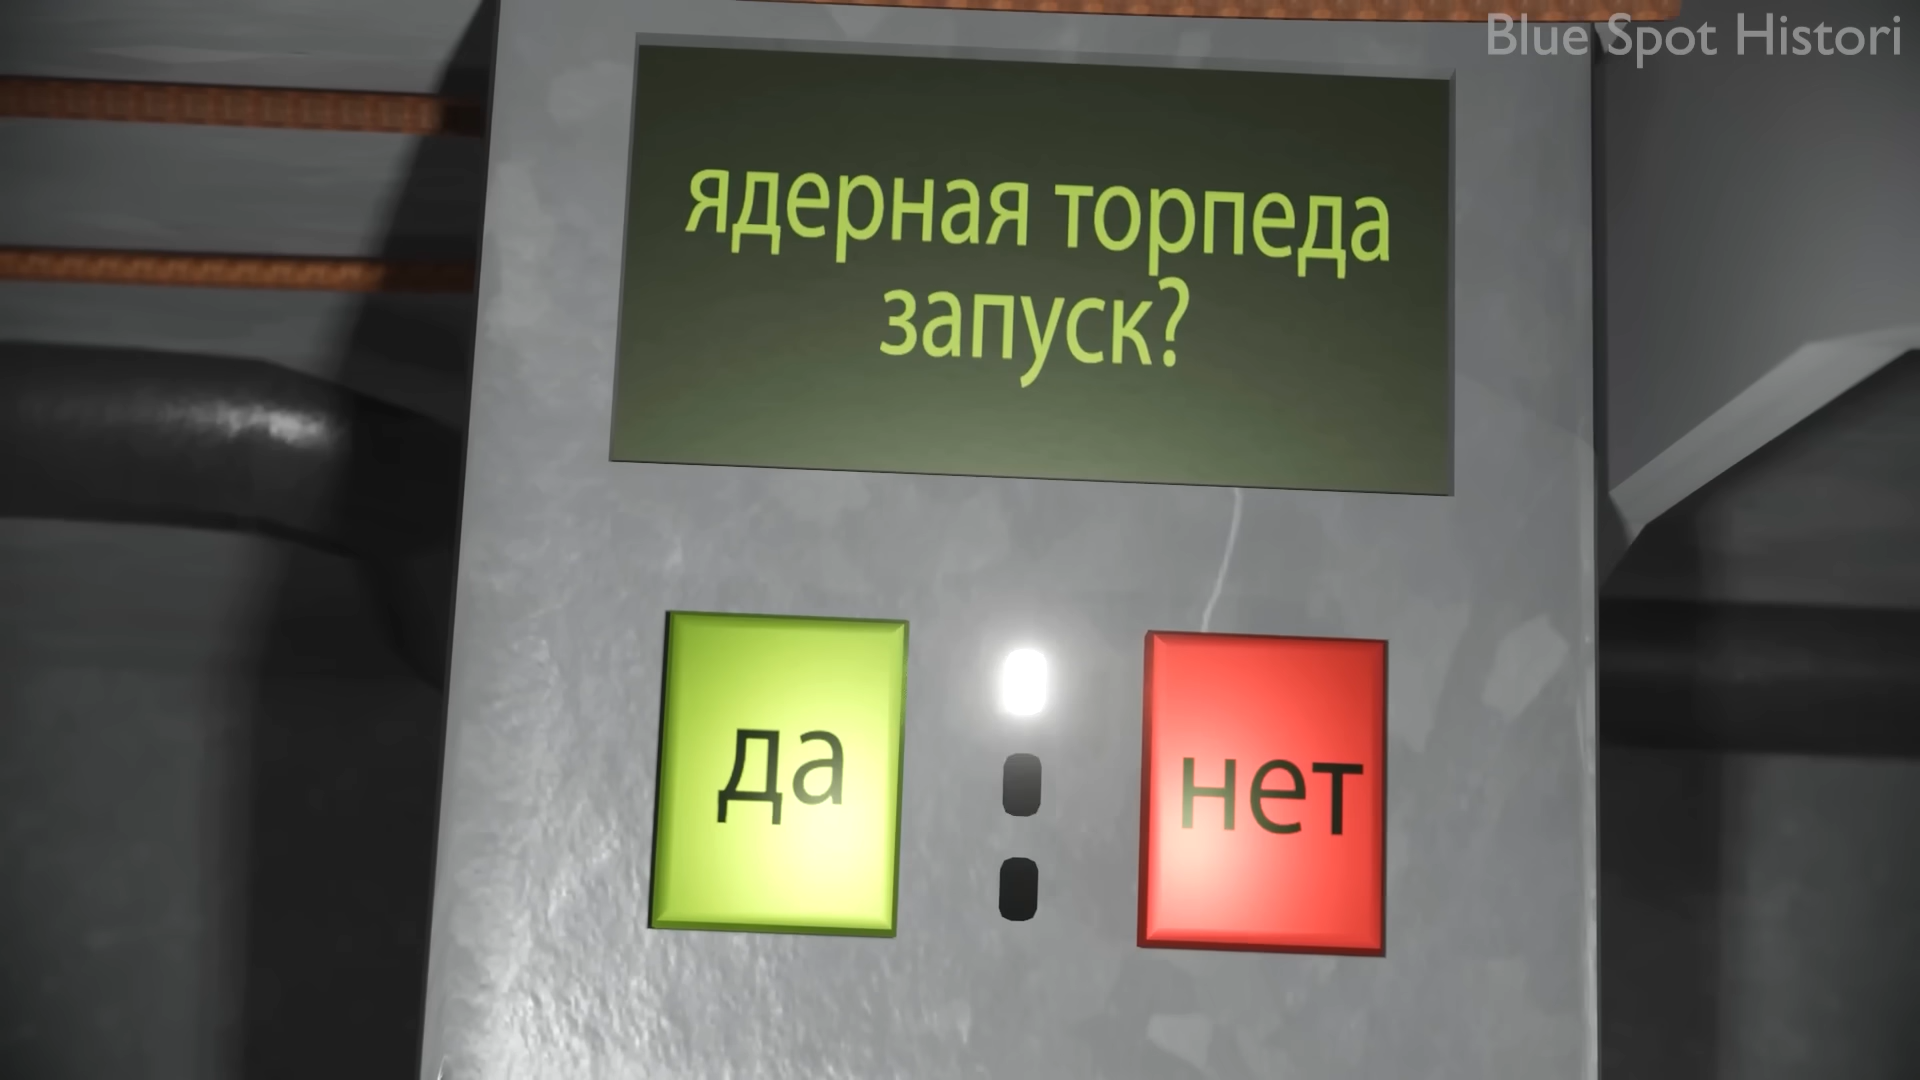 Blue Spot Histori
ядерная торпеда
запуск?
да
нет